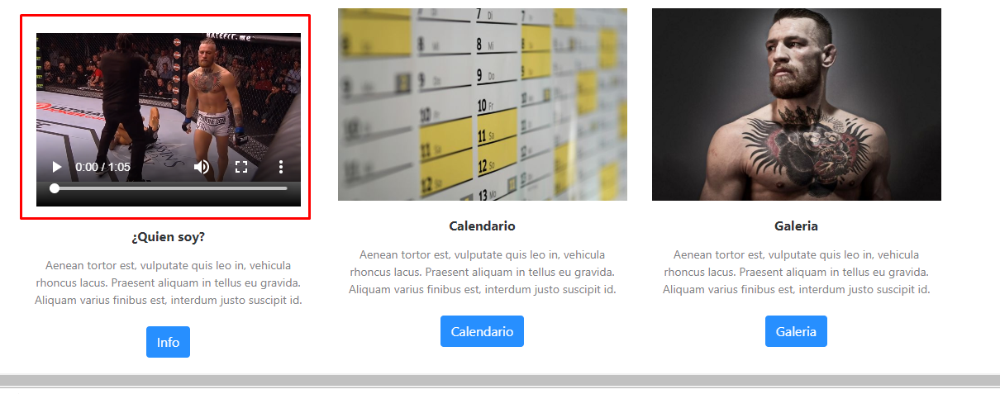 MATEFCF.me
0:00 / 1:05
¿Quien soy?
Aenean tortor est, vulputate quis leo in, vehicula
rhoncus lacus. Praesent aliquam in tellus eu gravida.
Aliquam varius finibus est, interdum justo suscipit id.
Info
7 Di
8 Mi
9 Do
10 Fr
11 Sa
12 So
13 Mo
Calendario
Aenean tortor est, vulputate quis leo in, vehicula
rhoncus lacus. Praesent aliquam in tellus eu gravida.
Aliquam varius finibus est, interdum justo suscipit id.
Calendario
Galeria
Aenean tortor est, vulputate quis leo in, vehicula
rhoncus lacus. Praesent aliquam in tellus eu gravida.
Aliquam varius finibus est, interdum justo suscipit id.
Galeria